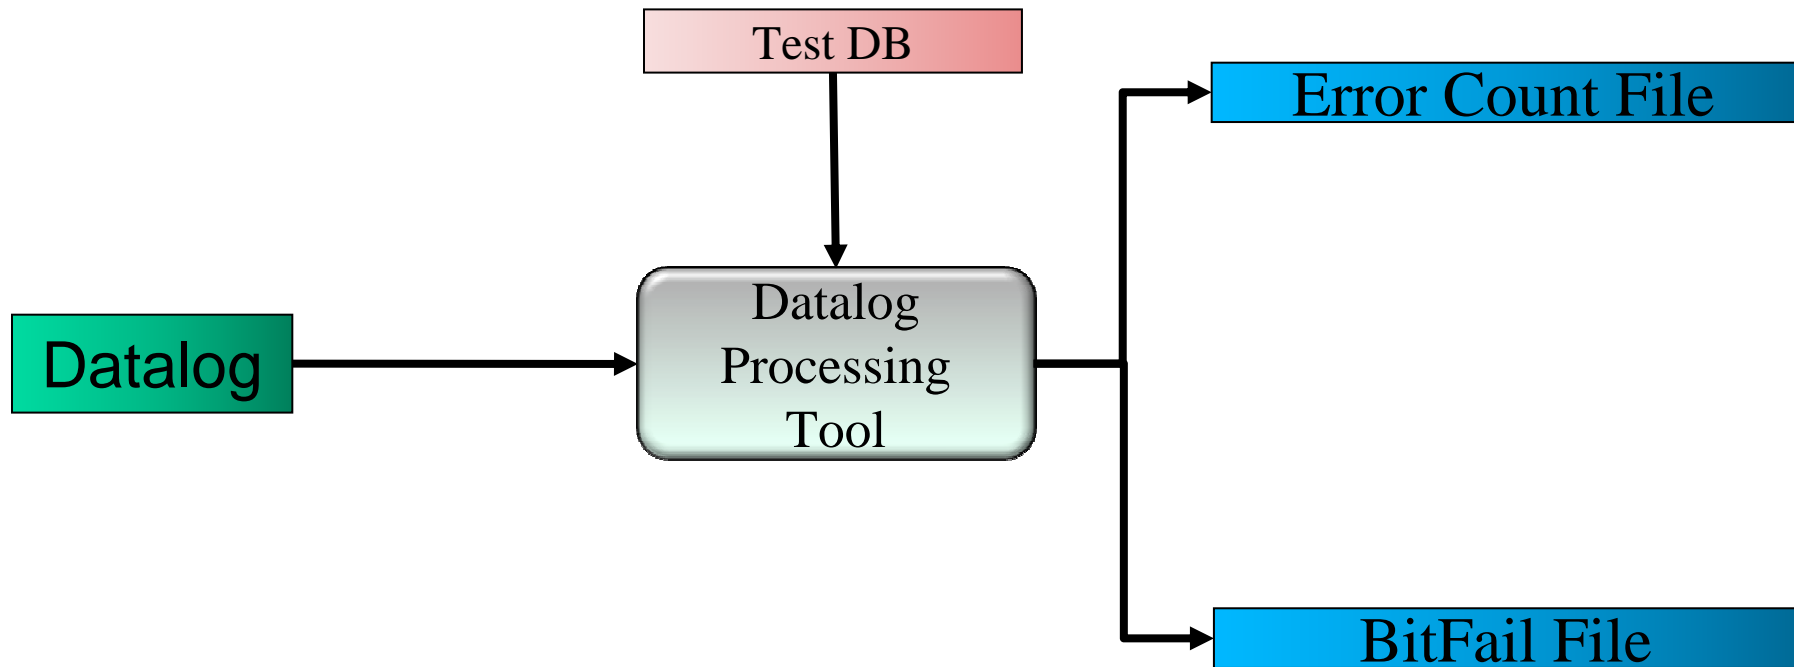 Test DB
Error Count File
Datalog
Datalog
Processing
Tool
BitFail File